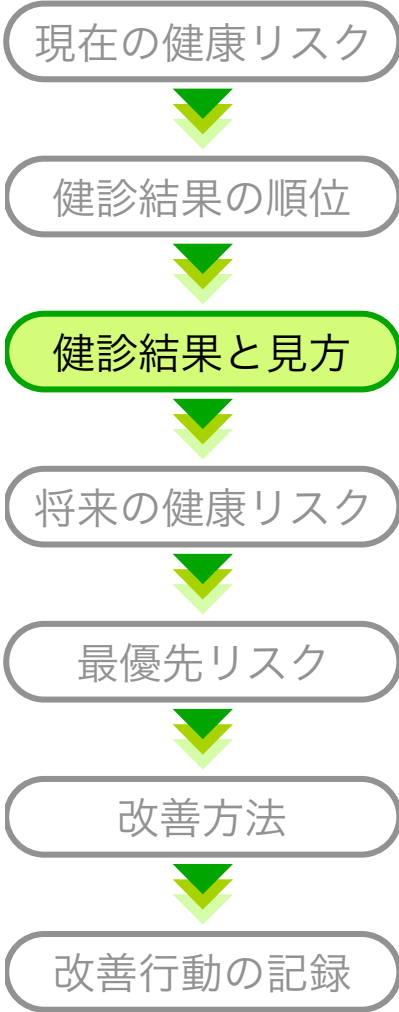 現在の健康リスク
健診結果の順位
健診結果と見方
将来の健康リスク
最優先リスク
改善方法
改善行動の記録